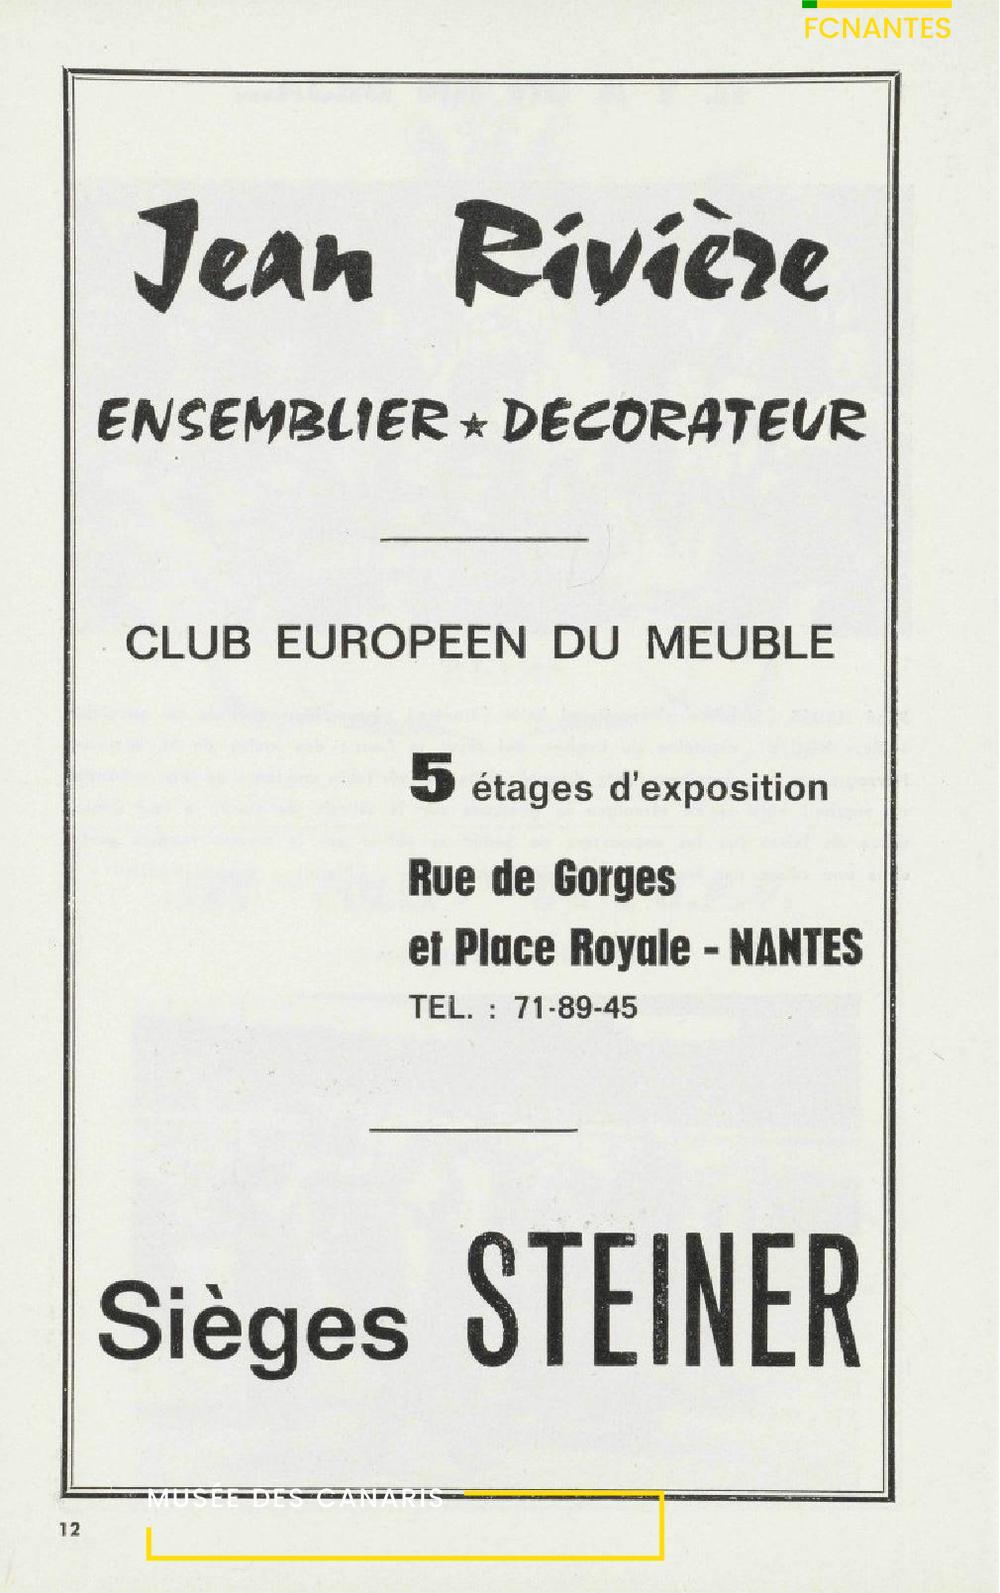 FCNANTES
Jean Rivière
ENSEMBLIER ★ DECORATEUR
CLUB EUROPEEN DU MEUBLE
5 étages d'exposition
Rue de Gorges
et Place Royale - NANTES
TEL. : 71-89-45
Sièges STEINER
MUSÉE DES CANARIS
12